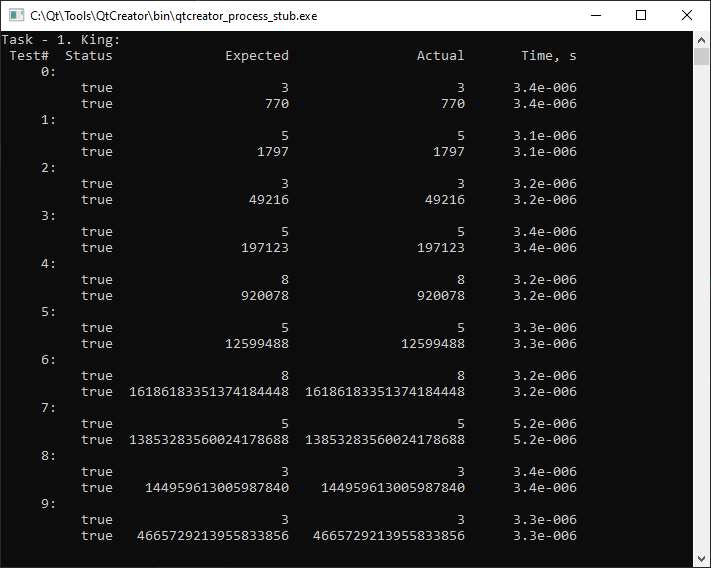 C:\Qt\Tools\QtCreator\bin\qtcreator_process_stub.exe
Task - 1. King:
Test# Status Expected Actual Time, s
0:
true 3 3 3.4e-006
true 770 770 3.4e-006
1:
true 5 5 3.1e-006
true 1797 1797 3.1e-006
2:
true 3 3 3.2e-006
true 49216 49216 3.2e-006
3:
true 5 5 3.4e-006
true 197123 197123 3.4e-006
4:
true 8 8 3.2e-006
true 920078 920078 3.2e-006
5:
true 5 5 3.3e-006
true 12599488 12599488 3.3e-006
6:
true 8 8 3.2e-006
true 16186183351374184448 16186183351374184448 3.2e-006
7:
true 5 5 5.2e-006
true 13853283560024178688 13853283560024178688 5.2e-006
8:
true 3 3 3.4e-006
true 144959613005987840 144959613005987840 3.4e-006
9:
true 3 3 3.3e-006
true 4665729213955833856 4665729213955833856 3.3e-006